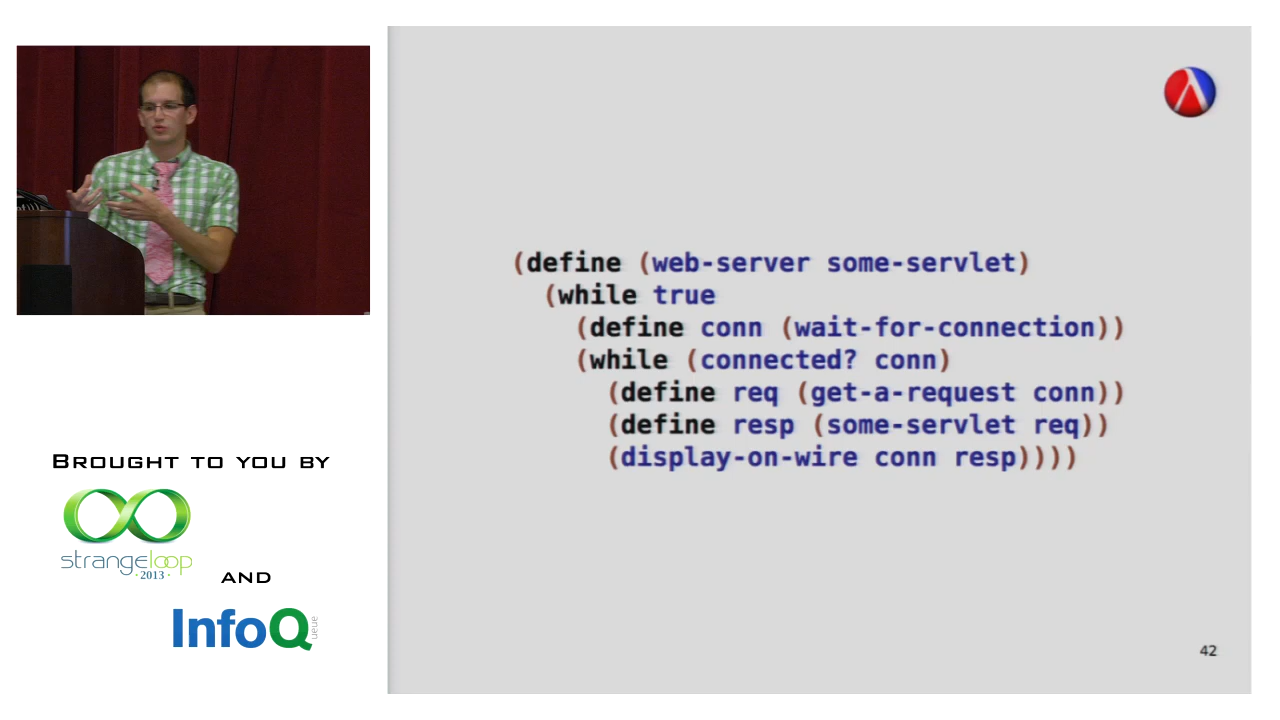 (define (web-server some-servlet)
(while true
(define conn (wait-for-connection))
(while (connected? conn)
(define req (get-a-request conn))
(define resp (some-servlet req))
(display-on-wire conn resp))))
BROUGHT TO YOU BY
strangeloop
·2013·
AND
InfoQ
ueue
42